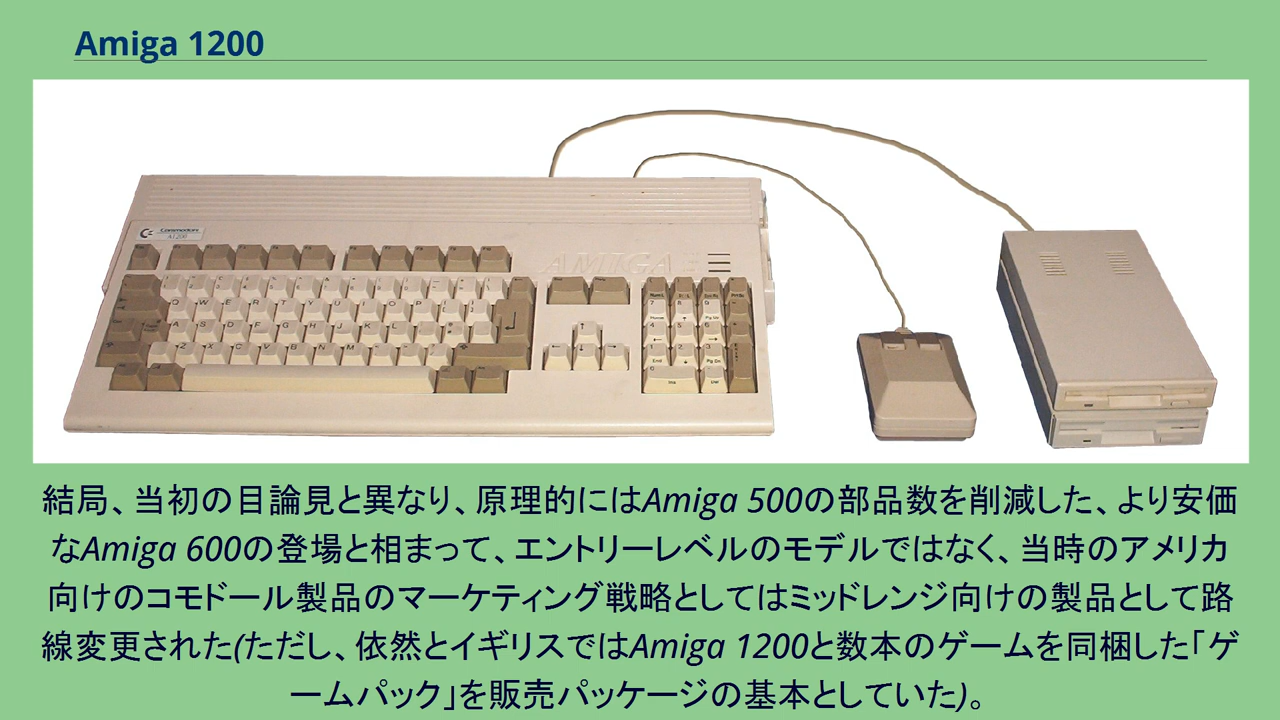 Amiga 1200
Commodore
A1200
AMIGA
結局、当初の目論見と異なり、原理的にはAmiga 500の部品数を削減した、より安価
なAmiga 600の登場と相まって、エントリーレベルのモデルではなく、当時のアメリカ
向けのコモドール製品のマーケティング戦略としてはミッドレンジ向けの製品として路
線変更された(ただし、依然とイギリスではAmiga 1200と数本のゲームを同梱した「ゲ
ームパック」を販売パッケージの基本としていた)。